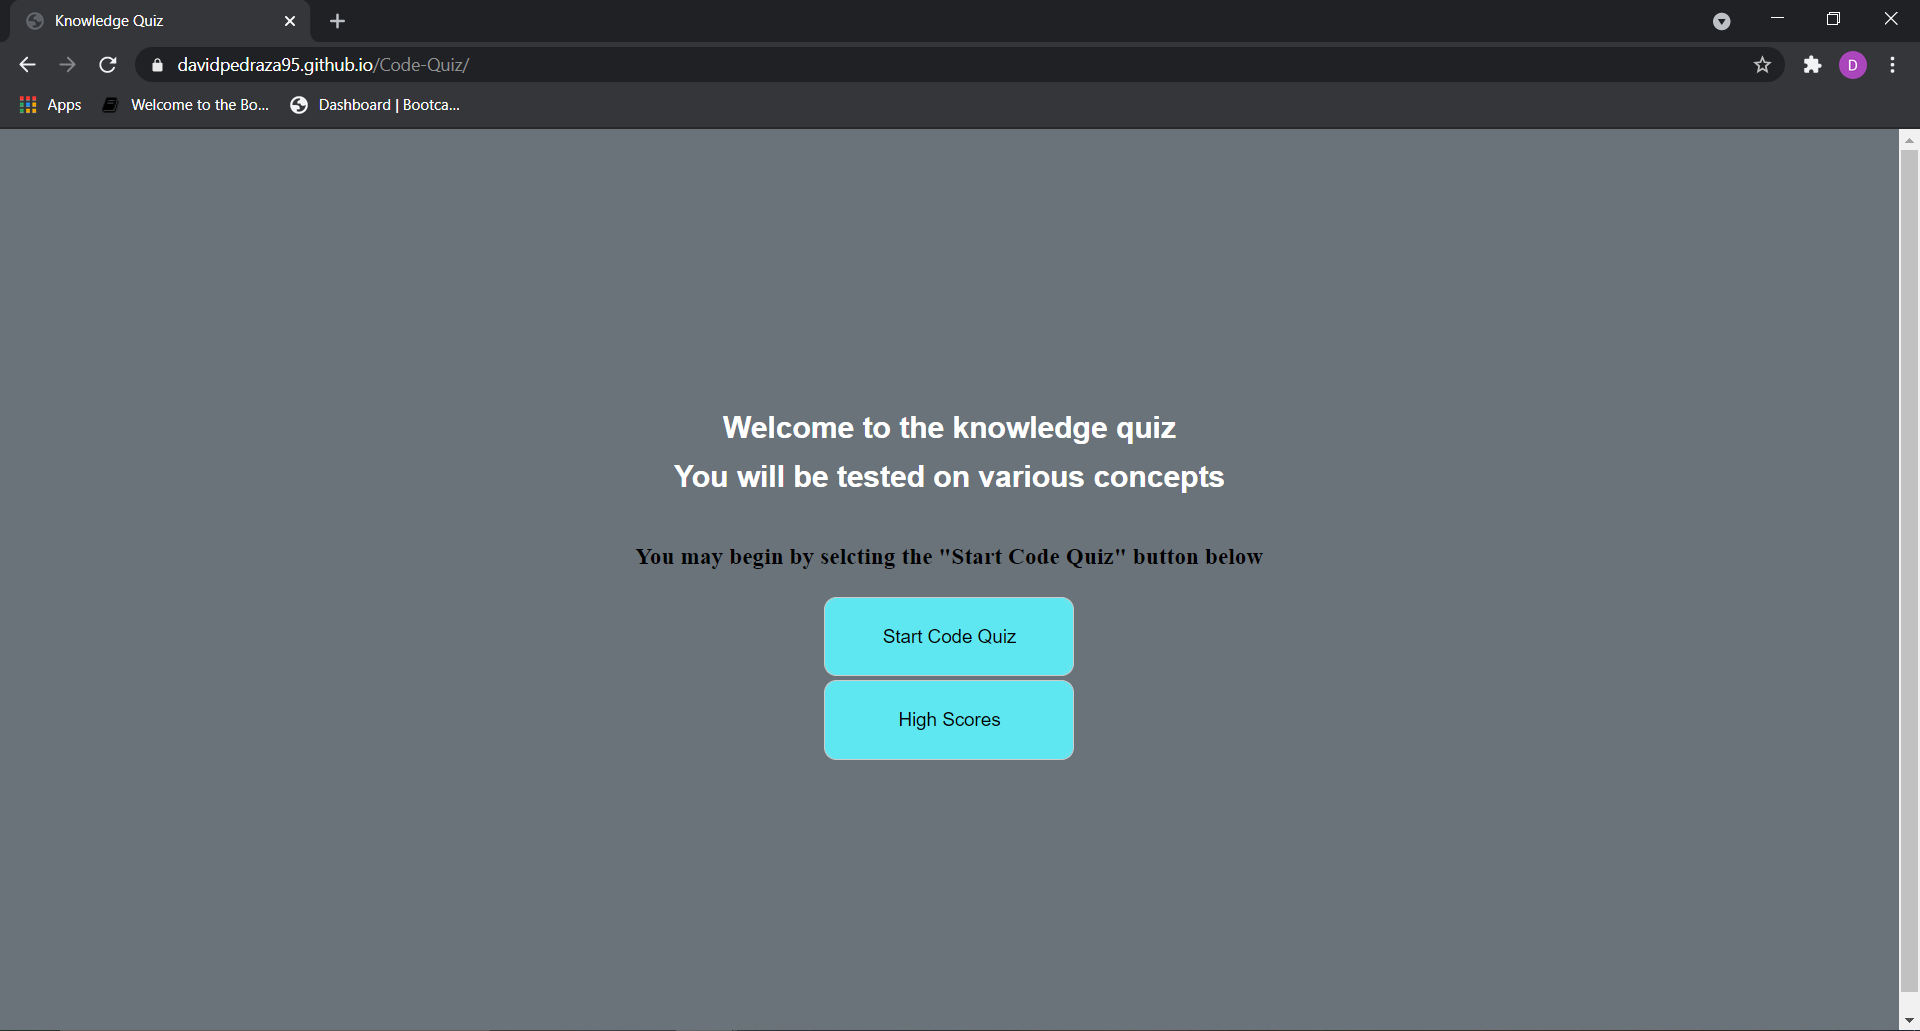 Knowledge Quiz
davidpedraza95.github.io/Code-Quiz/
D
Apps
Welcome to the Bo...
Dashboard | Bootca...
Welcome to the knowledge quiz
You will be tested on various concepts
You may begin by selcting the "Start Code Quiz" button below
Start Code Quiz
High Scores